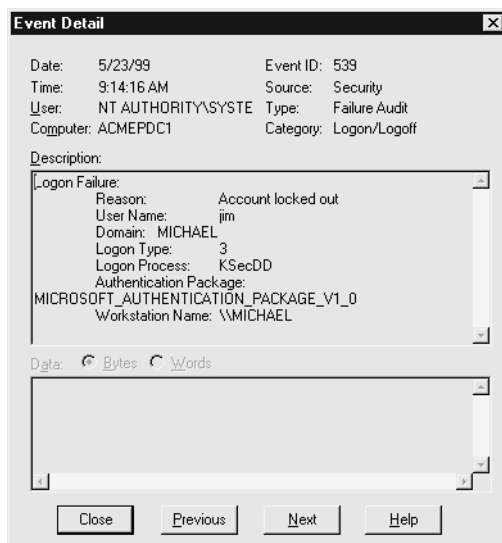 Event Detail
Date: 5/23/99 Event ID: 539
Time: 9:14:16 AM Source: Security
User: NT AUTHORITY\SYSTE Type: Failure Audit
Computer: ACMEPDC1 Category: Logon/Logoff
Description:
Logon Failure:
Reason: Account locked out
User Name: jim
Domain: MICHAEL
Logon Type: 3
Logon Process: KSecDD
Authentication Package:
MICROSOFT_AUTHENTICATION_PACKAGE_V1_0
Workstation Name: \\MICHAEL
Data: Bytes Words
Close Previous Next Help